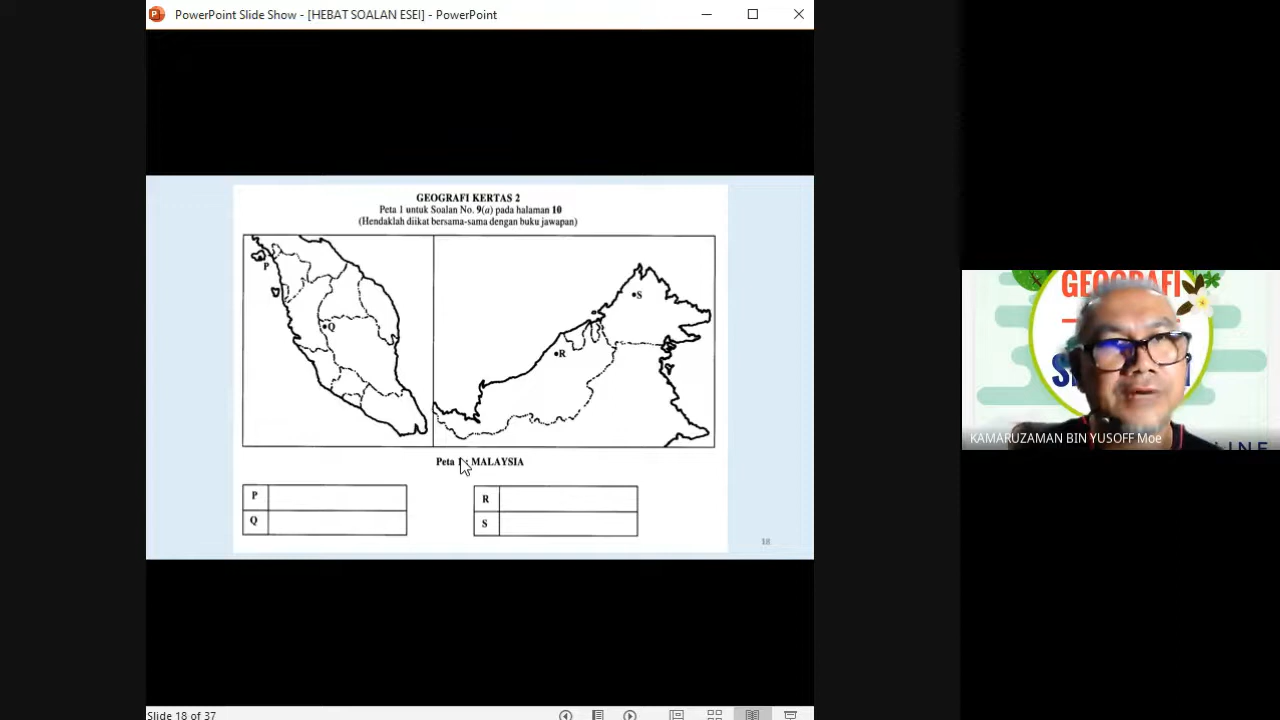 PowerPoint Slide Show - [HEBAT SOALAN ESEI] - PowerPoint
GEOGRAFI KERTAS 2
Peta 1 untuk Soalan No. 9(a) pada halaman 10
(Hendaklah diikat bersama-sama dengan buku jawapan)
P
Q
R
S
Peta 1: MALAYSIA
P
R
Q
S
18
GEOGRAFI
KAMARUZAMAN BIN YUSOFF Moe
Slide 18 of 37